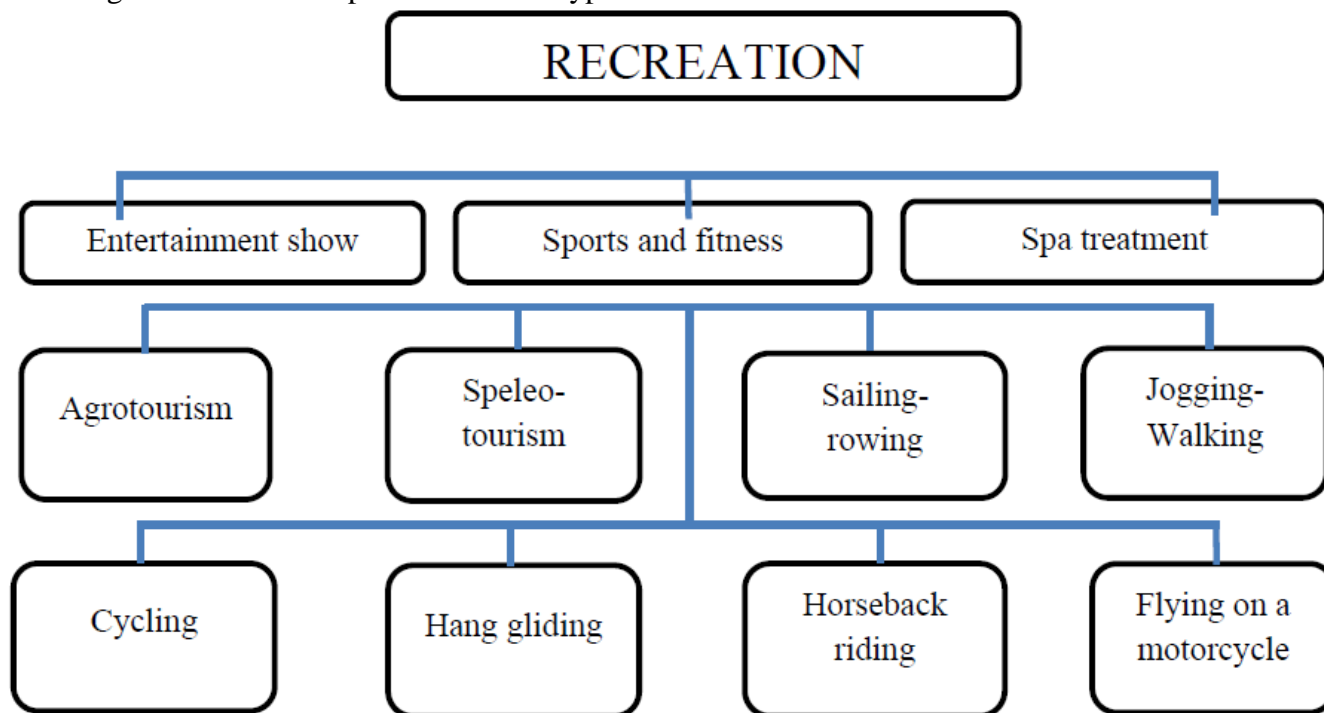 RECREATION
Entertainment show
Sports and fitness
Spa treatment
Agrotourism
Speleo-
tourism
Sailing-
rowing
Jogging-
Walking
Cycling
Hang gliding
Horseback
riding
Flying on a
motorcycle